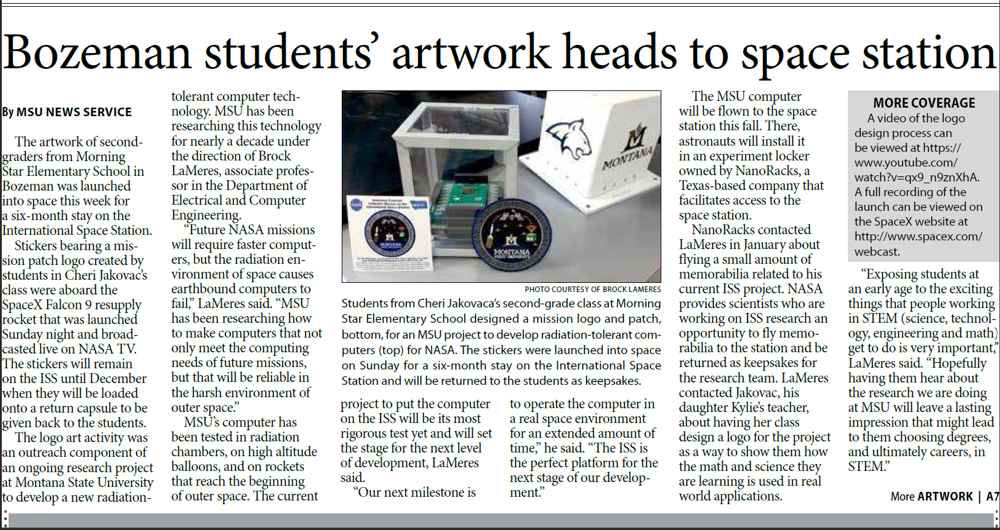 Bozeman students’ artwork heads to space station
By MSU NEWS SERVICE
The artwork of second-
graders from Morning
Star Elementary School in
Bozeman was launched
into space this week for
a six-month stay on the
International Space Station.
Stickers bearing a mis-
sion patch logo created by
students in Cheri Jakovac’s
class were aboard the
SpaceX Falcon 9 resupply
rocket that was launched
Sunday night and broad-
casted live on NASA TV.
The stickers will remain
on the ISS until December
when they will be loaded
onto a return capsule to be
given back to the students.
The logo art activity was
an outreach component of
an ongoing research project
at Montana State University
to develop a new radiation-
tolerant computer tech-
nology. MSU has been
researching this technology
for nearly a decade under
the direction of Brock
LaMeres, associate profes-
sor in the Department of
Electrical and Computer
Engineering.
“Future NASA missions
will require faster comput-
ers, but the radiation en-
vironment of space causes
earthbound computers to
fail,” LaMeres said. “MSU
has been researching how
to make computers that not
only meet the computing
needs of future missions,
but that will be reliable in
the harsh environment of
outer space.”
MSU’s computer has
been tested in radiation
chambers, on high altitude
balloons, and on rockets
that reach the beginning
of outer space. The current
M
MONTANA
NASA
M
MONTANA
M
MONTANA
PHOTO COURTESY OF BROCK LAMERES
Students from Cheri Jakovaca’s second-grade class at Morning
Star Elementary School designed a mission logo and patch,
bottom, for an MSU project to develop radiation-tolerant com-
puters (top) for NASA. The stickers were launched into space
on Sunday for a six-month stay on the International Space
Station and will be returned to the students as keepsakes.
project to put the computer
on the ISS will be its most
rigorous test yet and will set
the stage for the next level
of development, LaMeres
said.
“Our next milestone is
to operate the computer in
a real space environment
for an extended amount of
time,” he said. “The ISS is
the perfect platform for the
next stage of our develop-
ment.”
The MSU computer
will be flown to the space
station this fall. There,
astronauts will install it
in an experiment locker
owned by NanoRacks, a
Texas-based company that
facilitates access to the
space station.
NanoRacks contacted
LaMeres in January about
flying a small amount of
memorabilia related to his
current ISS project. NASA
provides scientists who are
working on ISS research an
opportunity to fly memo-
rabilia to the station and be
returned as keepsakes for
the research team. LaMeres
contacted Jakovac, his
daughter Kylie’s teacher,
about having her class
design a logo for the project
as a way to show them how
the math and science they
are learning is used in real
world applications.
MORE COVERAGE
A video of the logo
design process can
be viewed at https://
www.youtube.com/
watch?v=qx9_n9znXhA.
A full recording of the
launch can be viewed on
the SpaceX website at
http://www.spacex.com/
webcast.
“Exposing students at
an early age to the exciting
things that people working
in STEM (science, technol-
ogy, engineering and math)
get to do is very important,”
LaMeres said. “Hopefully
having them hear about
the research we are doing
at MSU will leave a lasting
impression that might lead
to them choosing degrees,
and ultimately careers, in
STEM.”
More ARTWORK | A7